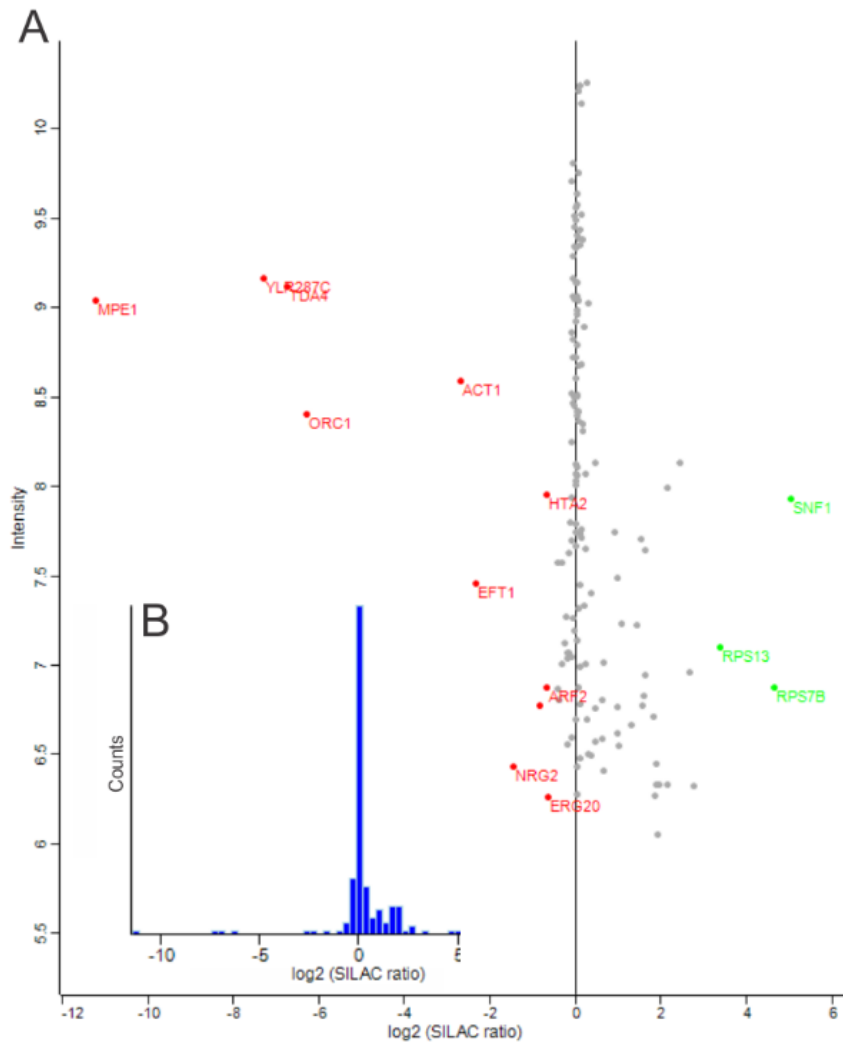 A
10
9.5
9
8.5
8
7.5
7
6.5
6
5.5
Intensity
MPE1
YLR287C
TDA4
ORC1
ACT1
HTA2
SNF1
EFT1
RPS13
ARF2
RPS7B
NRG2
ERG20
B
Counts
-10 -5 0 5
log2 (SILAC ratio)
-12 -10 -8 -6 -4 -2 0 2 4 6
log2 (SILAC ratio)